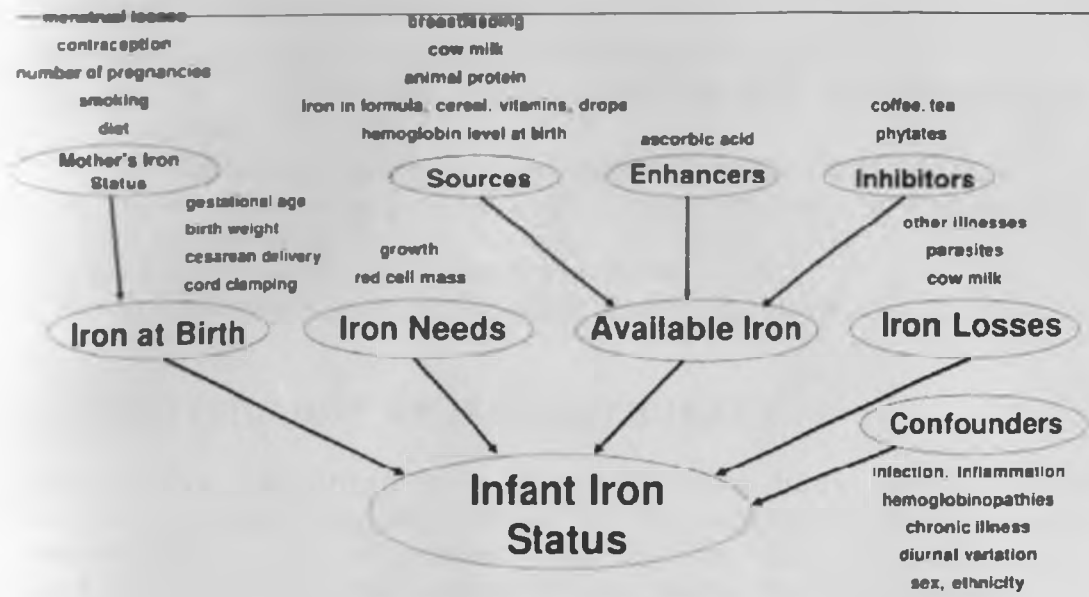 menstrual losses
contraception
number of pregnancies
smoking
diet
Mother's Iron
Status
breastfeeding
cow milk
animal protein
Iron in formula, cereal. vitamins, drops
hemoglobin level at birth
Sources
ascorbic acid
Enhancers
coffee. tea
phytates
Inhibitors
gestational age
birth weight
cesarean delivery
cord clamping
Iron at Birth
growth
red cell mass
Iron Needs
Available Iron
other illnesses
parasites
cow milk
Iron Losses
Confounders
infection. inflammation
hemoglobinopathies
chronic illness
diurnal variation
sex, ethnicity
Infant Iron
Status